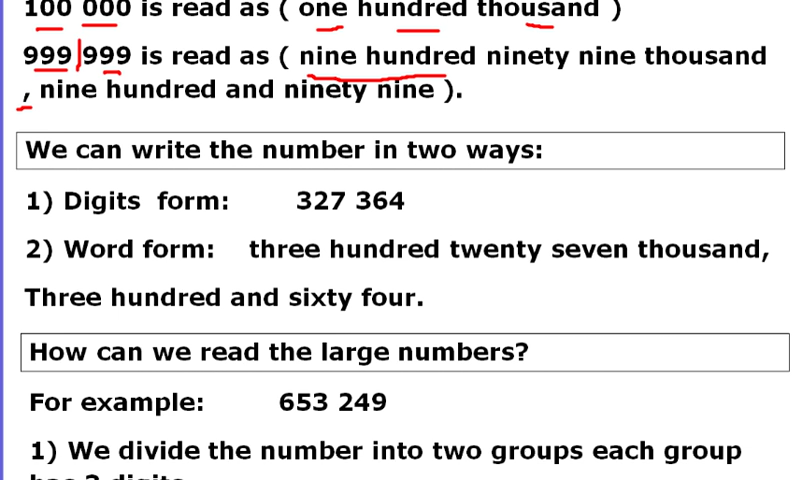 100 000 is read as ( one hundred thousand )
999 999 is read as ( nine hundred ninety nine thousand
, nine hundred and ninety nine ).
We can write the number in two ways:
1) Digits form: 327 364
2) Word form: three hundred twenty seven thousand,
Three hundred and sixty four.
How can we read the large numbers?
For example: 653 249
1) We divide the number into two groups each group
has 3 digits